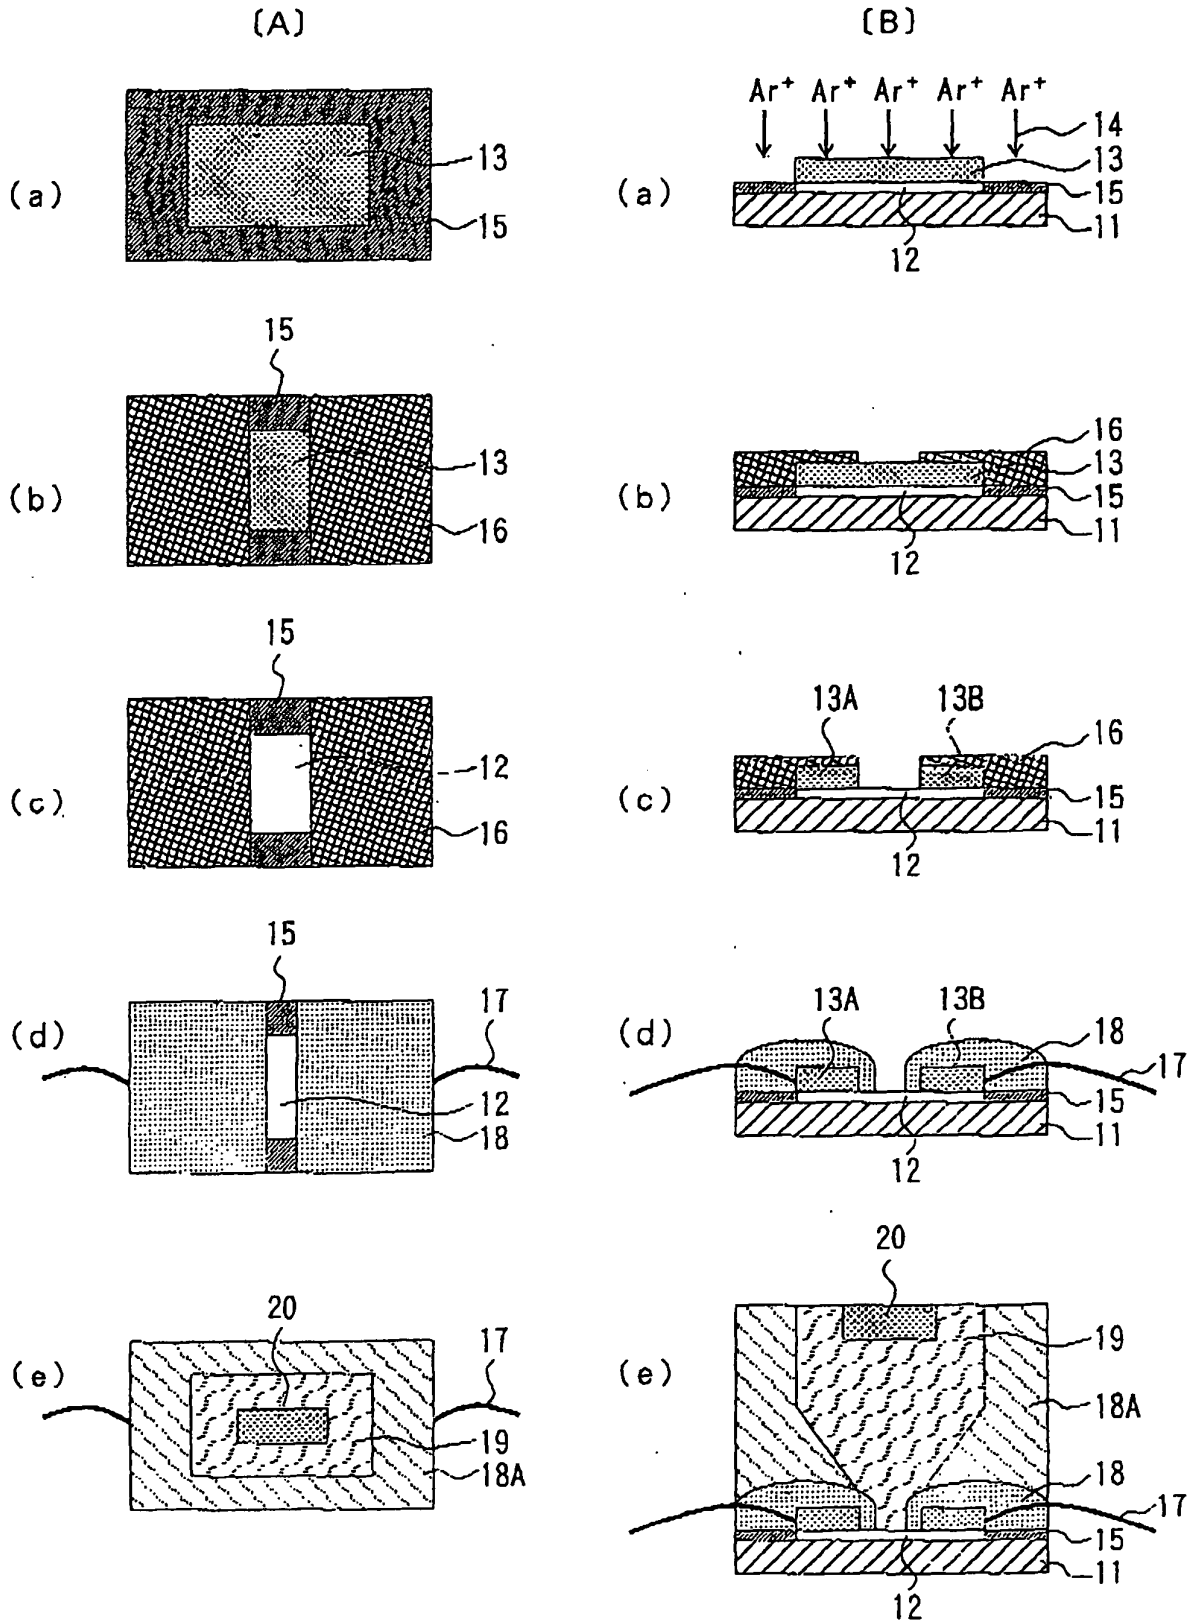 [A] [B]
Ar+ Ar+ Ar+ Ar+ Ar+
14
(a) 13 15
(a) 13 15 11 12
15
(b) 13 16
(b) 16 13 15 11 12
15
(c) 12 16
13A 13B
(c) 16 15 11 12
15
(d) 17 12 18
13A 13B
(d) 18 17 15 11 12
20
(e) 17 19 18A
20
(e) 19 18A 18 17 15 11 12